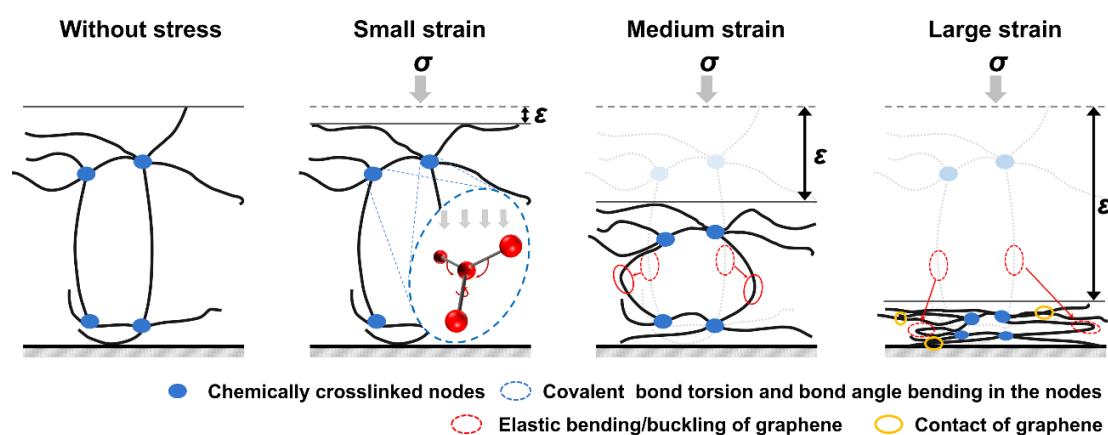 Without stress
Small strain
Medium strain
Large strain
σ
σ
σ
ε
ε
ε
Chemically crosslinked nodes
Covalent bond torsion and bond angle bending in the nodes
Elastic bending/buckling of graphene
Contact of graphene